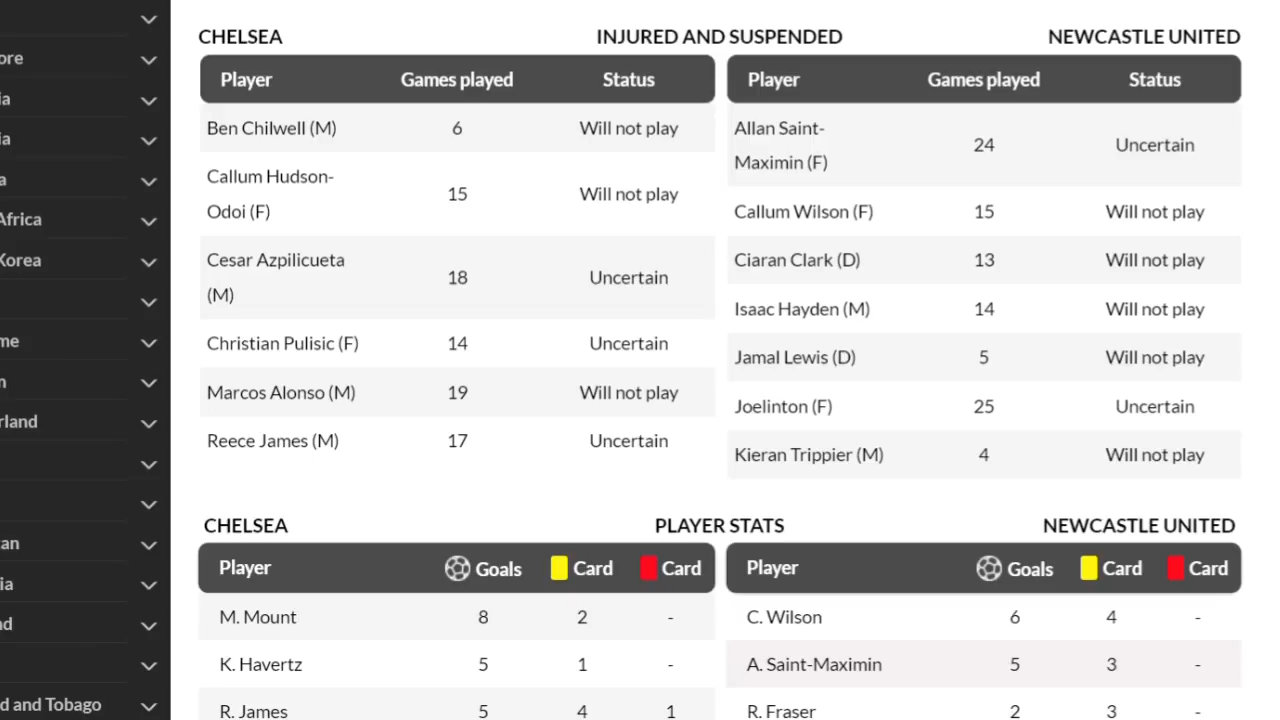 ore
ia
ia
a
Africa
Korea
me
n
rland
tan
ia
nd
d and Tobago
CHELSEA INJURED AND SUSPENDED NEWCASTLE UNITED
Player Games played Status
Ben Chilwell (M) 6 Will not play
Callum Hudson-
Odoi (F) 15 Will not play
Cesar Azpilicueta
(M) 18 Uncertain
Christian Pulisic (F) 14 Uncertain
Marcos Alonso (M) 19 Will not play
Reece James (M) 17 Uncertain
Player Games played Status
Allan Saint-
Maximin (F) 24 Uncertain
Callum Wilson (F) 15 Will not play
Ciaran Clark (D) 13 Will not play
Isaac Hayden (M) 14 Will not play
Jamal Lewis (D) 5 Will not play
Joelinton (F) 25 Uncertain
Kieran Trippier (M) 4 Will not play
CHELSEA PLAYER STATS NEWCASTLE UNITED
Player Goals Card Card
M. Mount 8 2 -
K. Havertz 5 1 -
R. James 5 4 1
Player Goals Card Card
C. Wilson 6 4 -
A. Saint-Maximin 5 3 -
R. Fraser 2 3 -